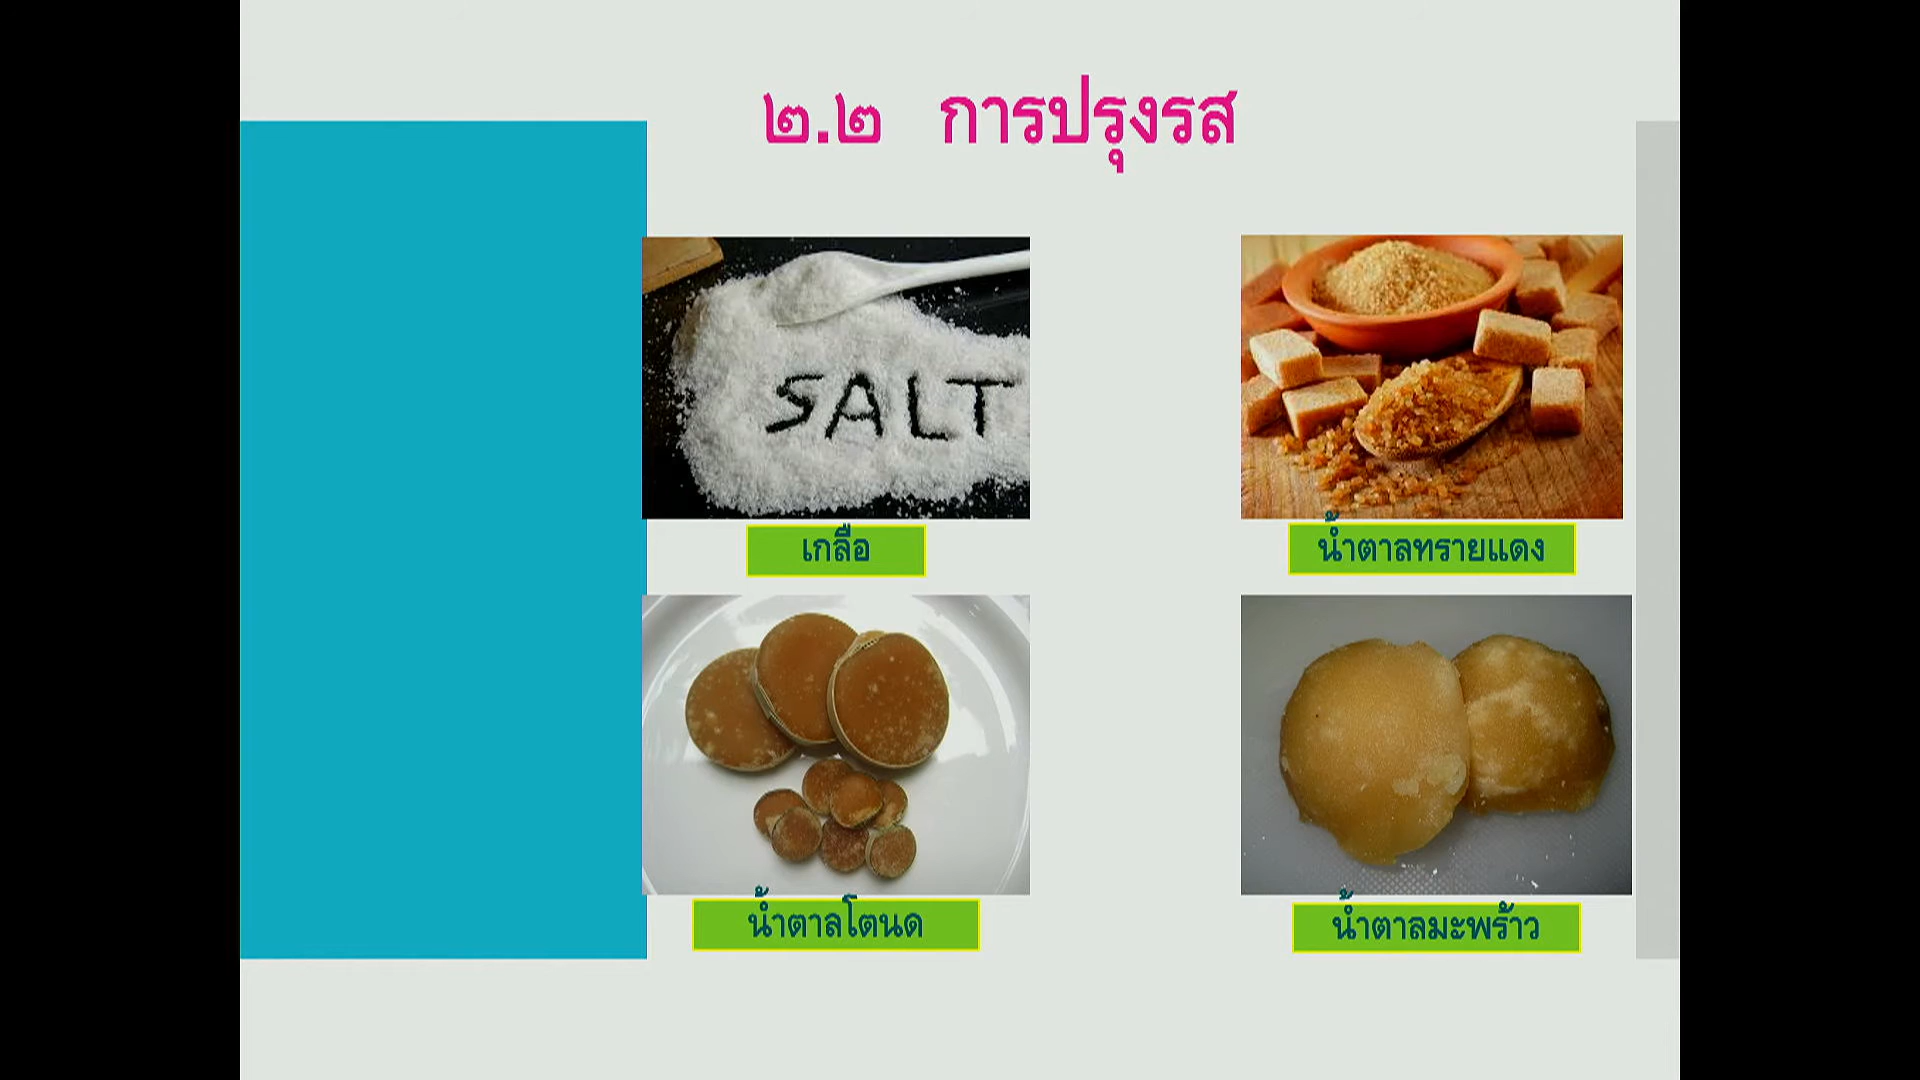 ๒.๒ การปรุงรส
SALT
เกลือ
น้ำตาลทรายแดง
น้ำตาลโตนด
น้ำตาลมะพร้าว